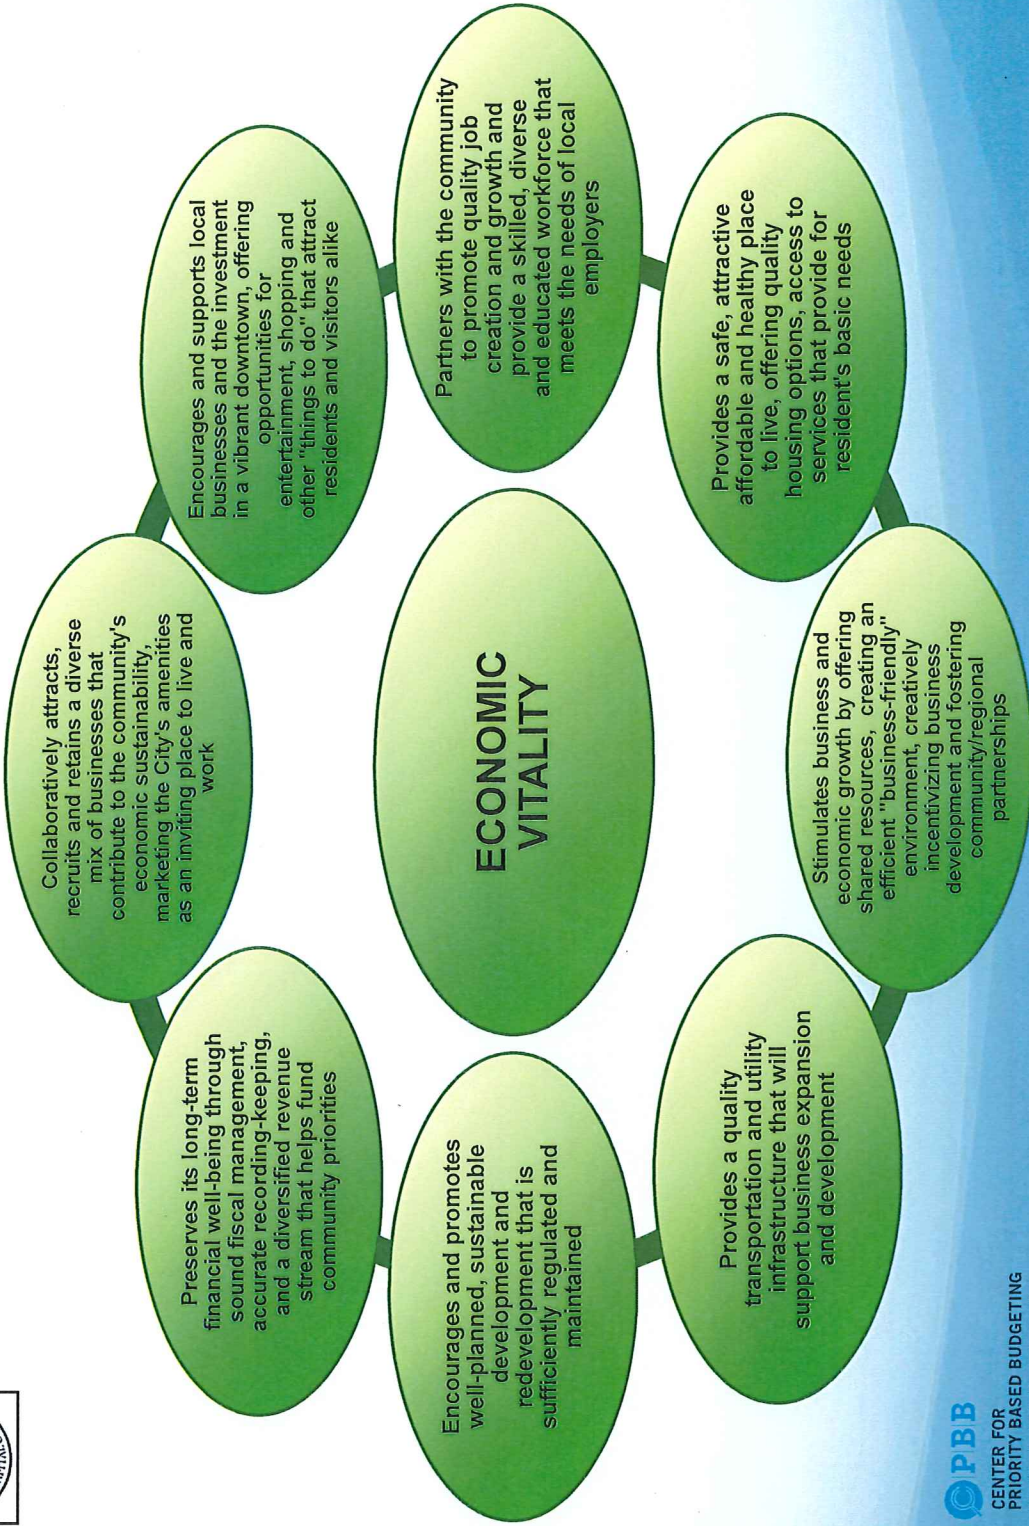 ECONOMIC
VITALITY
Collaboratively attracts,
recruits and retains a diverse
mix of businesses that
contribute to the community's
economic sustainability,
marketing the City's amenities
as an inviting place to live and
work
Encourages and supports local
businesses and the investment
in a vibrant downtown, offering
opportunities for
entertainment, shopping and
other "things to do" that attract
residents and visitors alike
Partners with the community
to promote quality job
creation and growth and
provide a skilled, diverse
and educated workforce that
meets the needs of local
employers
Provides a safe, attractive
affordable and healthy place
to live, offering quality
housing options, access to
services that provide for
resident's basic needs
Stimulates business and
economic growth by offering
shared resources, creating an
efficient "business-friendly"
environment, creatively
incentivizing business
development and fostering
community/regional
partnerships
Provides a quality
transportation and utility
infrastructure that will
support business expansion
and development
Encourages and promotes
well-planned, sustainable
development and
redevelopment that is
sufficiently regulated and
maintained
Preserves its long-term
financial well-being through
sound fiscal management,
accurate recording-keeping,
and a diversified revenue
stream that helps fund
community priorities
PBB
CENTER FOR
PRIORITY BASED BUDGETING